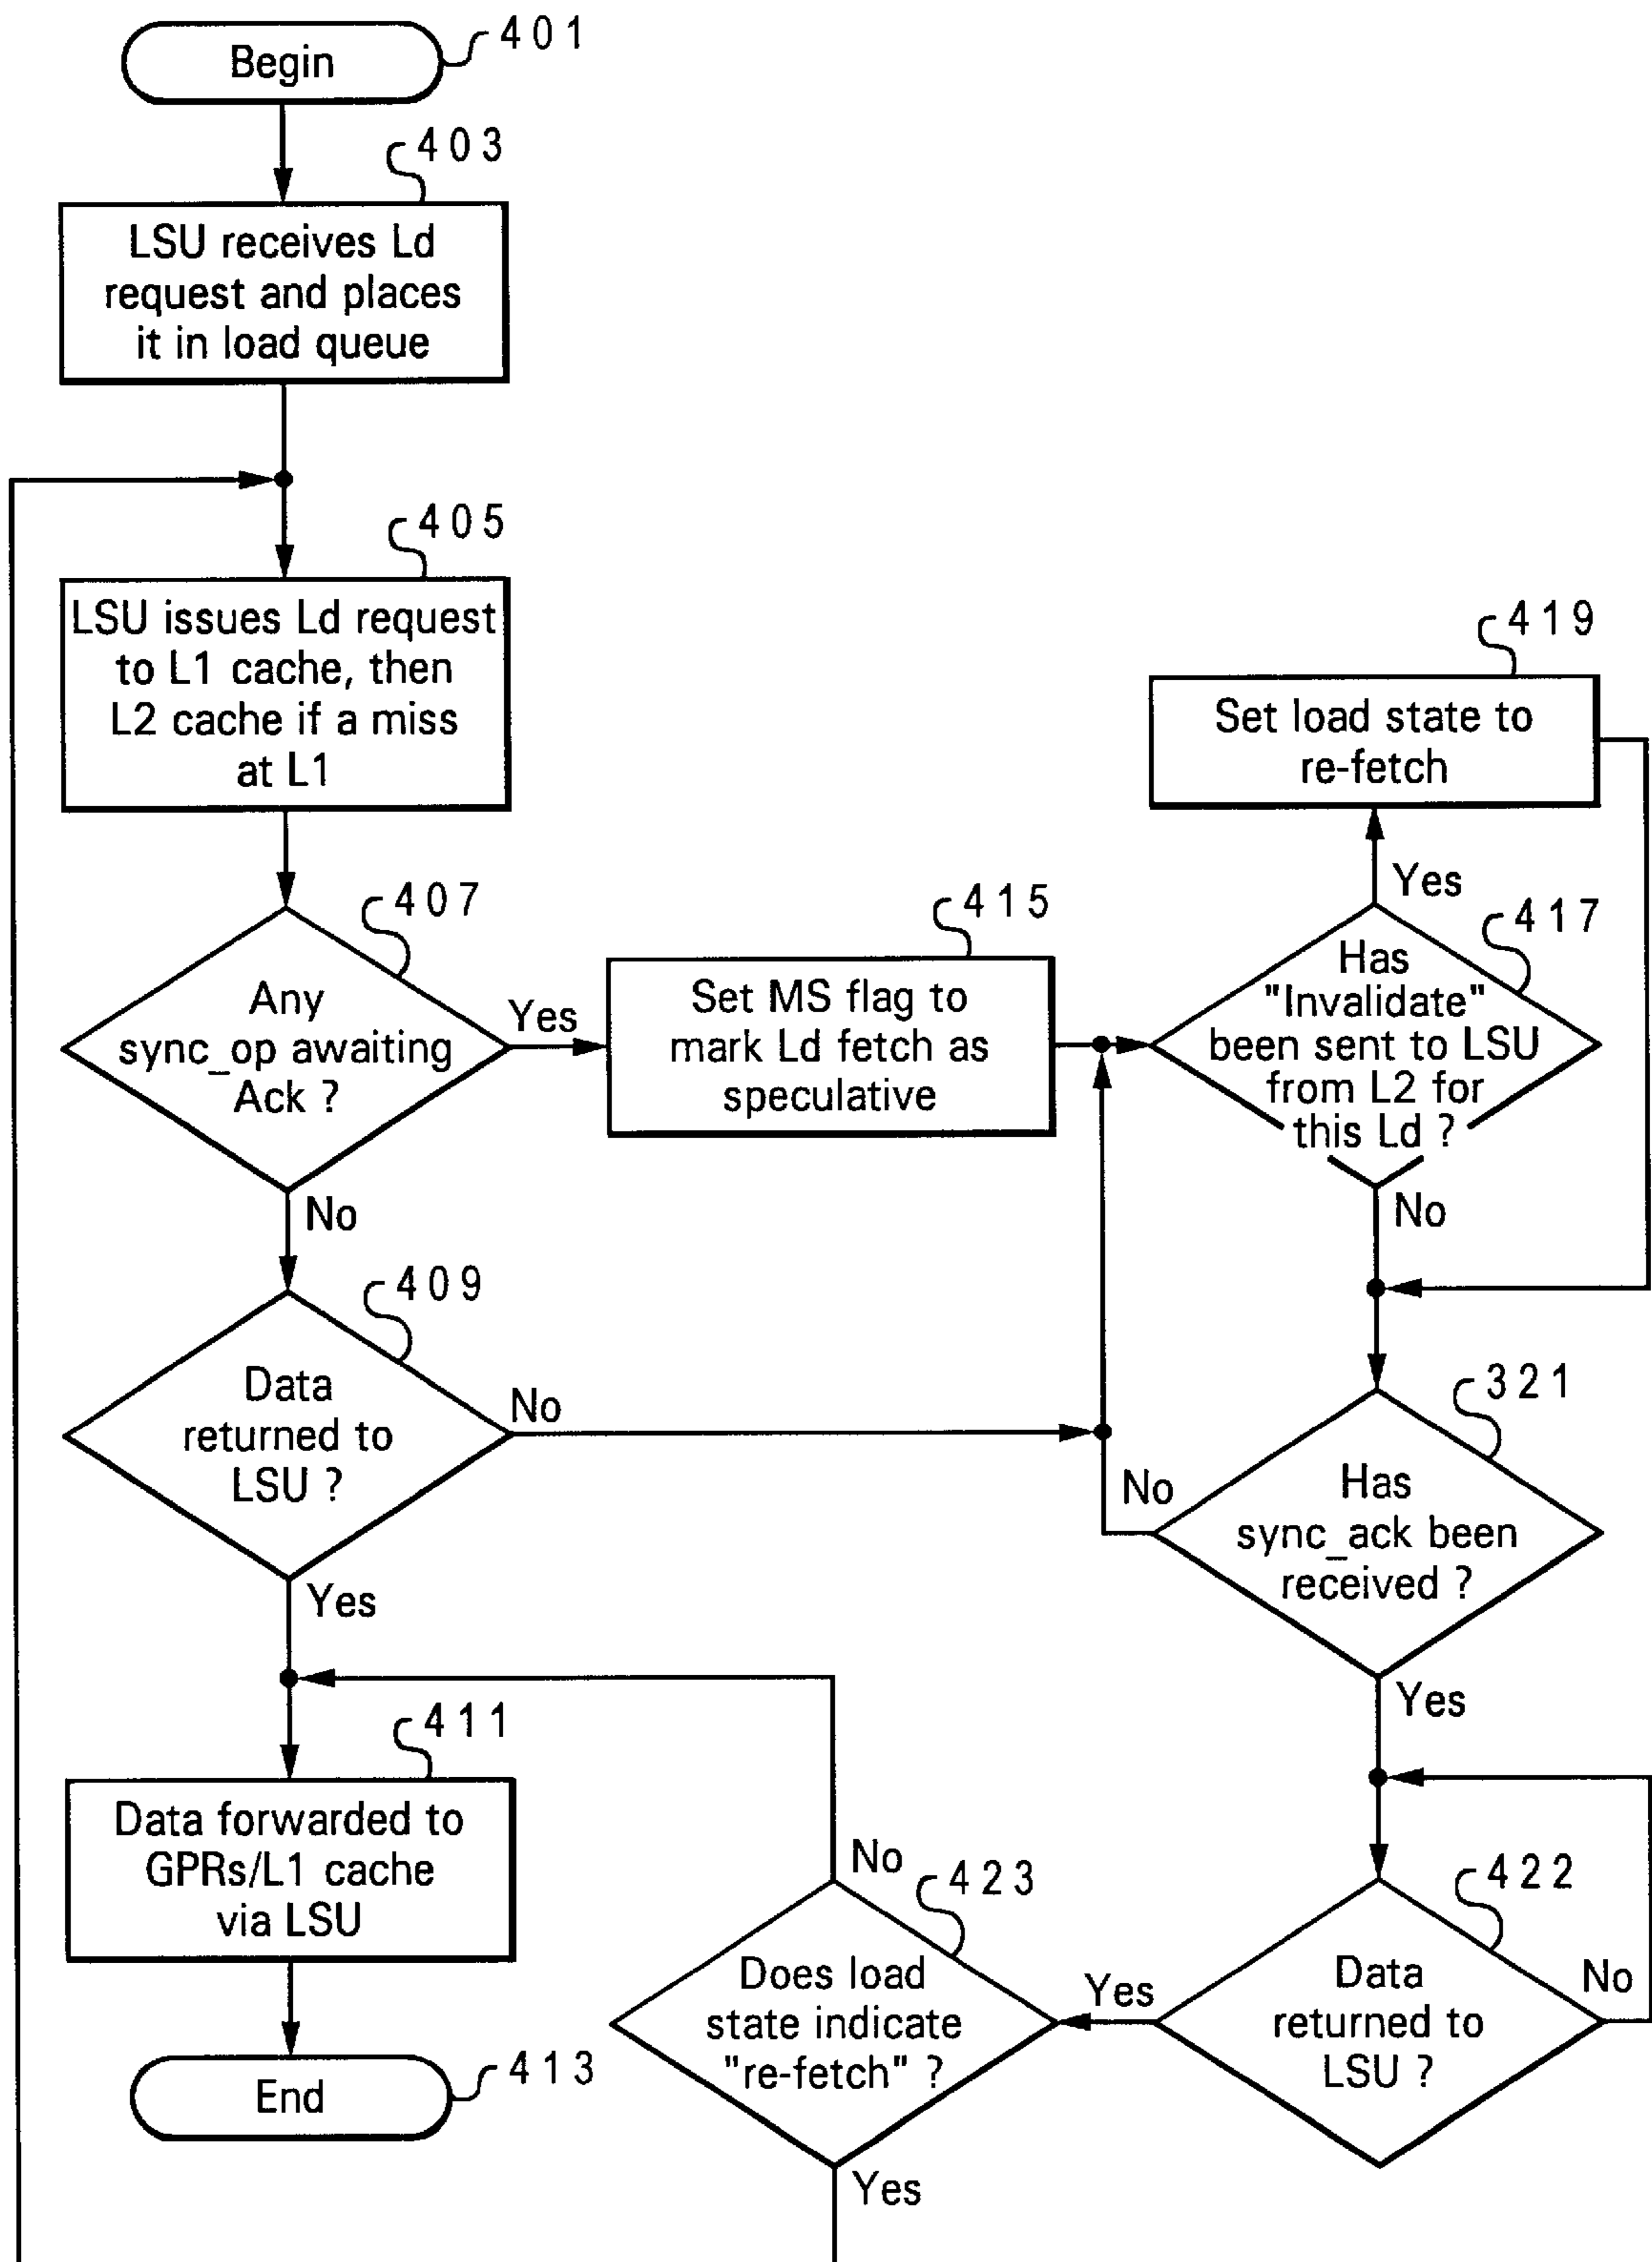 Begin
401
403
LSU receives Ld
request and places
it in load queue
405
LSU issues Ld request
to L1 cache, then
L2 cache if a miss
at L1
407
Any
sync_op awaiting
Ack ?
Yes
No
415
Set MS flag to
mark Ld fetch as
speculative
419
Set load state to
re-fetch
Yes
417
Has
"Invalidate"
been sent to LSU
from L2 for
this Ld ?
No
409
Data
returned to
LSU ?
No
Yes
321
Has
sync_ack been
received ?
No
Yes
411
Data forwarded to
GPRs/L1 cache
via LSU
422
Data
returned to
LSU ?
No
Yes
423
Does load
state indicate
"re-fetch" ?
No
Yes
End
413